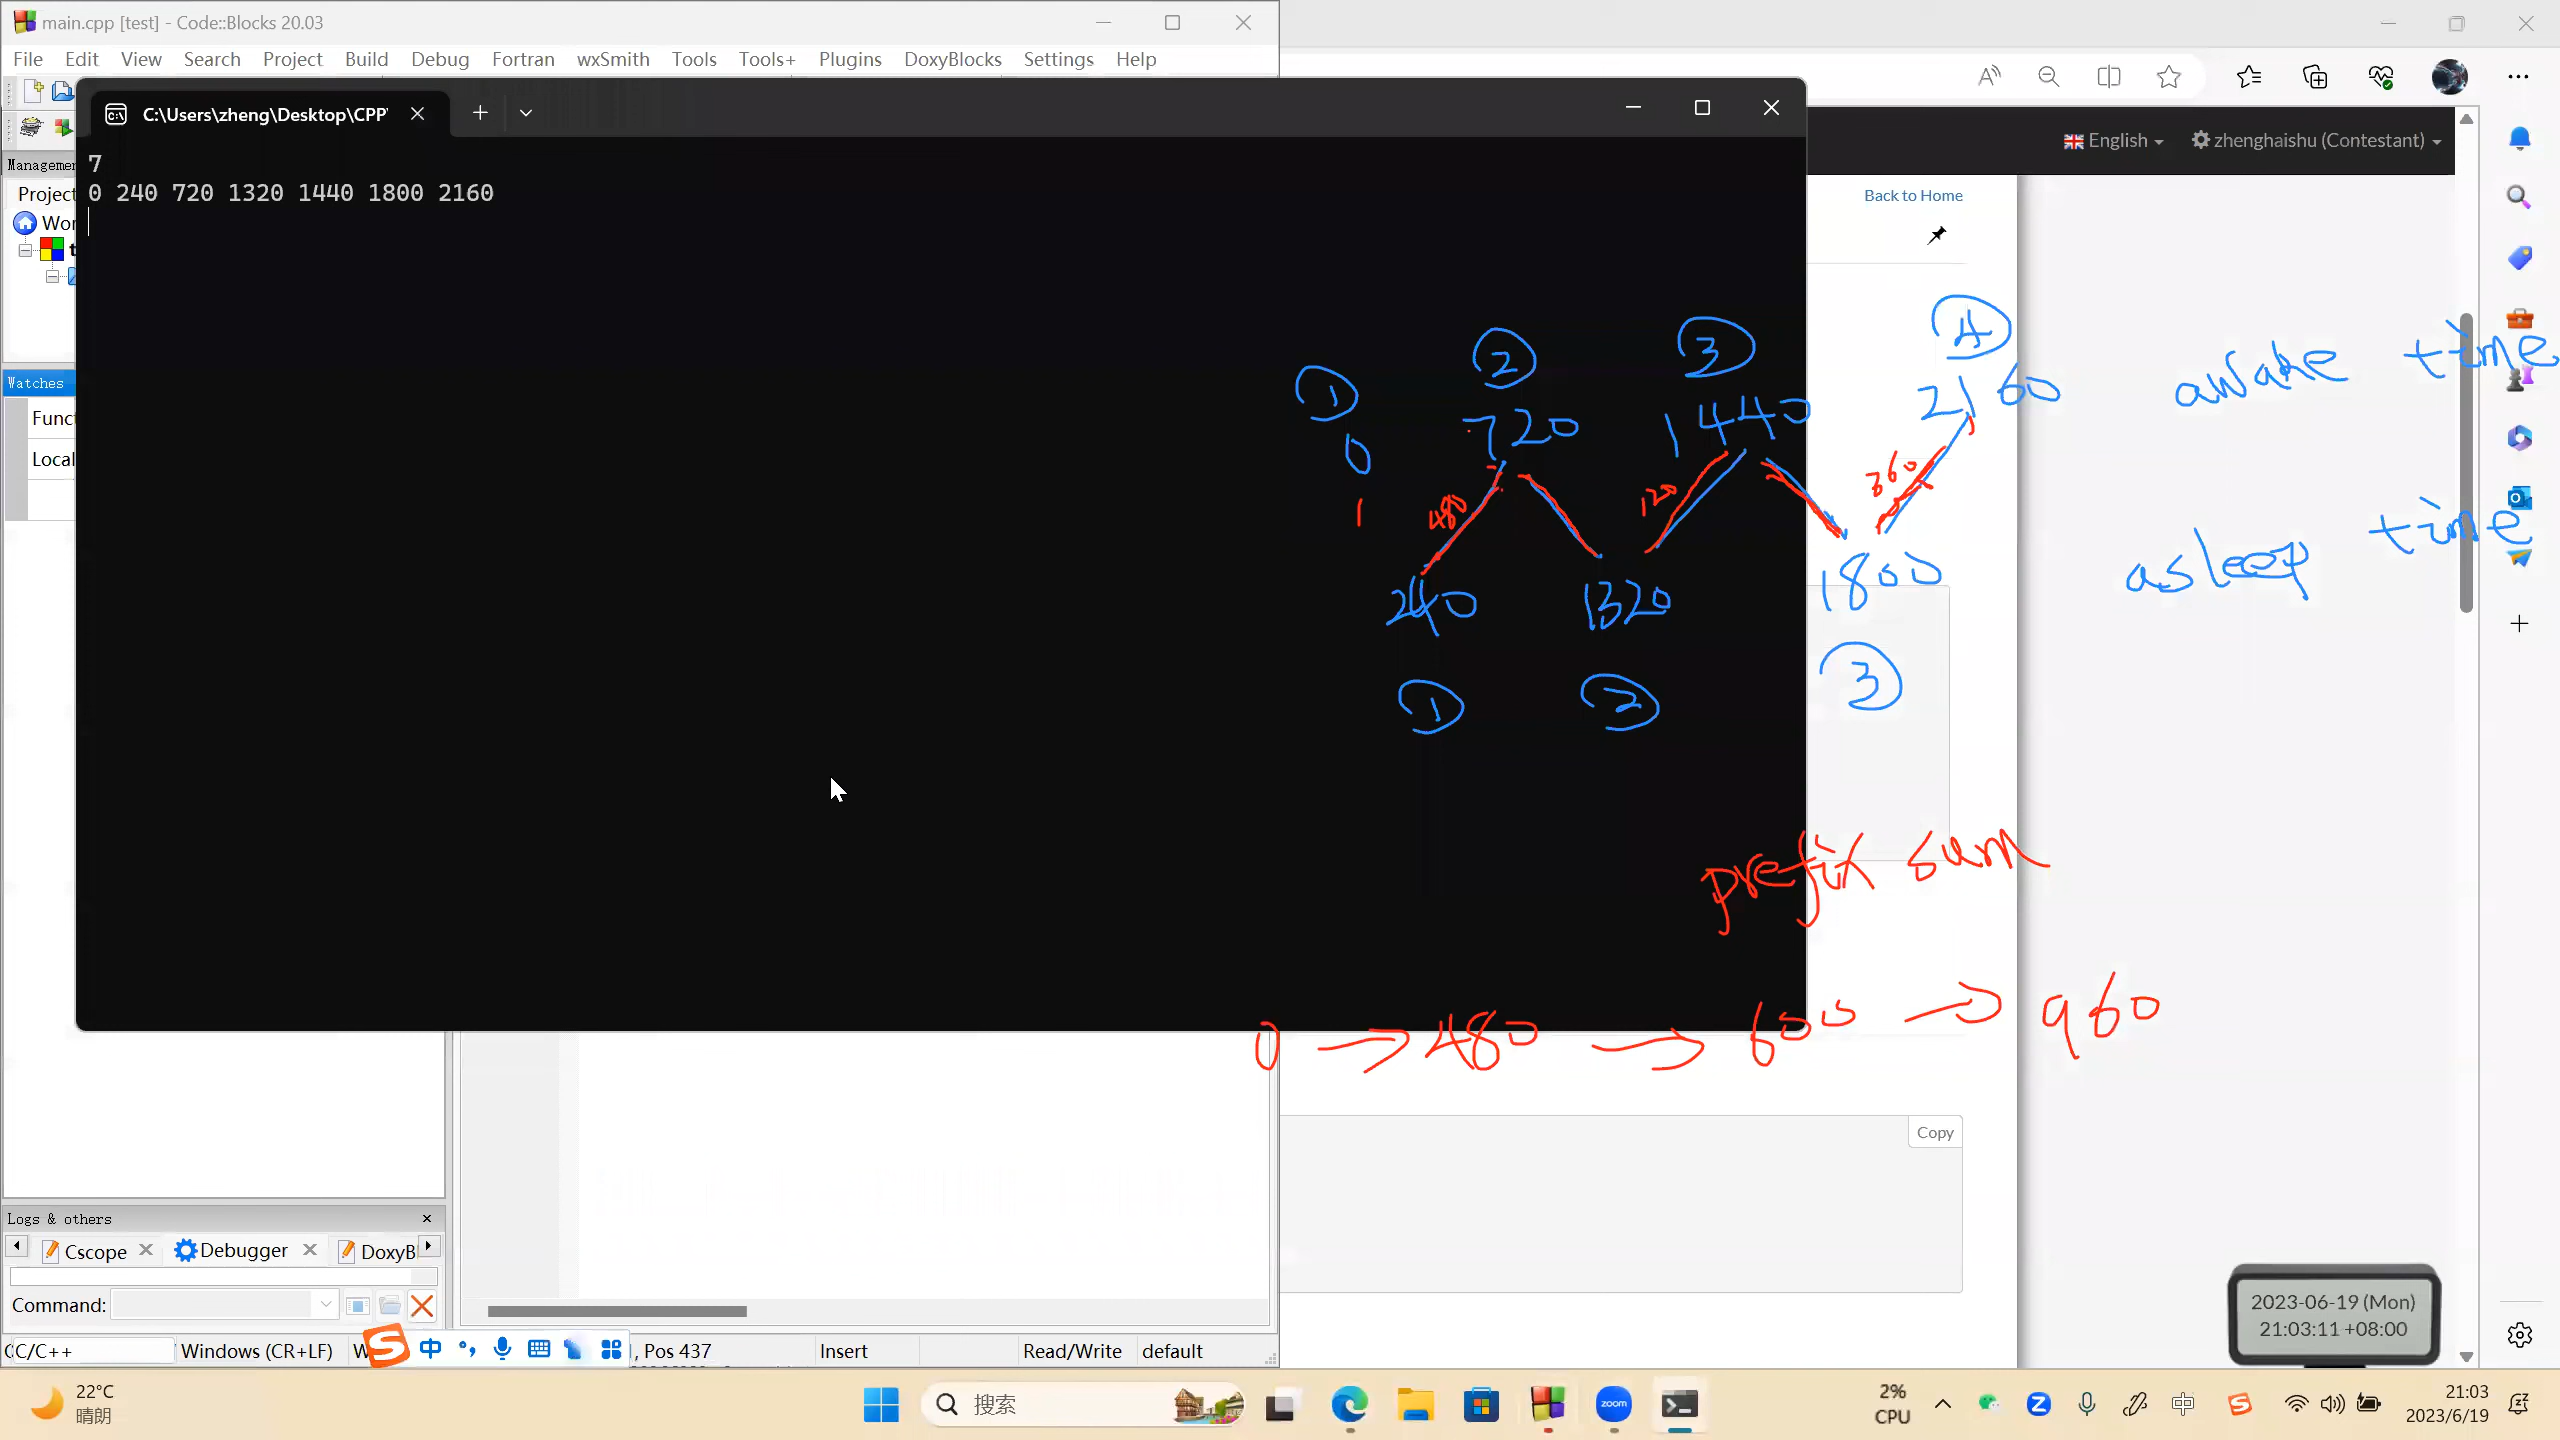 main.cpp [test] - Code::Blocks 20.03
File Edit View Search Project Build Debug Fortran wxSmith Tools Tools+ Plugins DoxyBlocks Settings Help
C:\Users\zheng\Desktop\CPP
English
zhenghaishu (Contestant)
7
0 240 720 1320 1440 1800 2160
Back to Home
Project
Watches
① ② ③ ④
0 720 1440 2160
awake time
1 480 120 360
240 1320 1800
asleep time
① ② ③
prefix sum
0 → 480 → 600 → 960
Copy
Logs & others
Cscope Debugger
Command:
2023-06-19 (Mon)
21:03:11 +08:00
C/C++ Windows (CR+LF) 中 Pos 437 Insert Read/Write default
22°C
晴朗
搜索
zoom
2%
CPU
中
21:03
2023/6/19